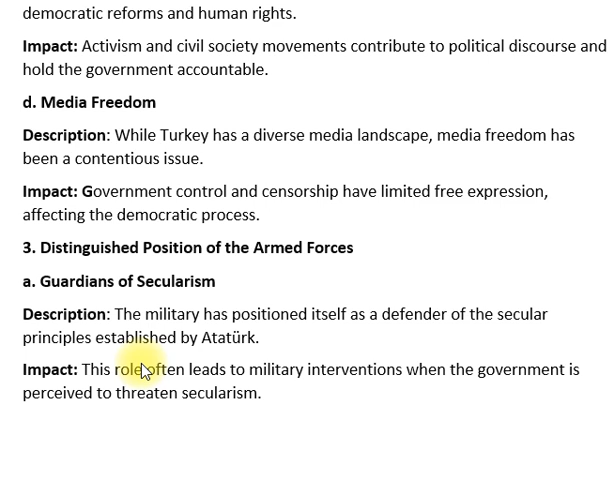 democratic reforms and human rights.
Impact: Activism and civil society movements contribute to political discourse and
hold the government accountable.
d. Media Freedom
Description: While Turkey has a diverse media landscape, media freedom has
been a contentious issue.
Impact: Government control and censorship have limited free expression,
affecting the democratic process.
3. Distinguished Position of the Armed Forces
a. Guardians of Secularism
Description: The military has positioned itself as a defender of the secular
principles established by Atatürk.
Impact: This role often leads to military interventions when the government is
perceived to threaten secularism.